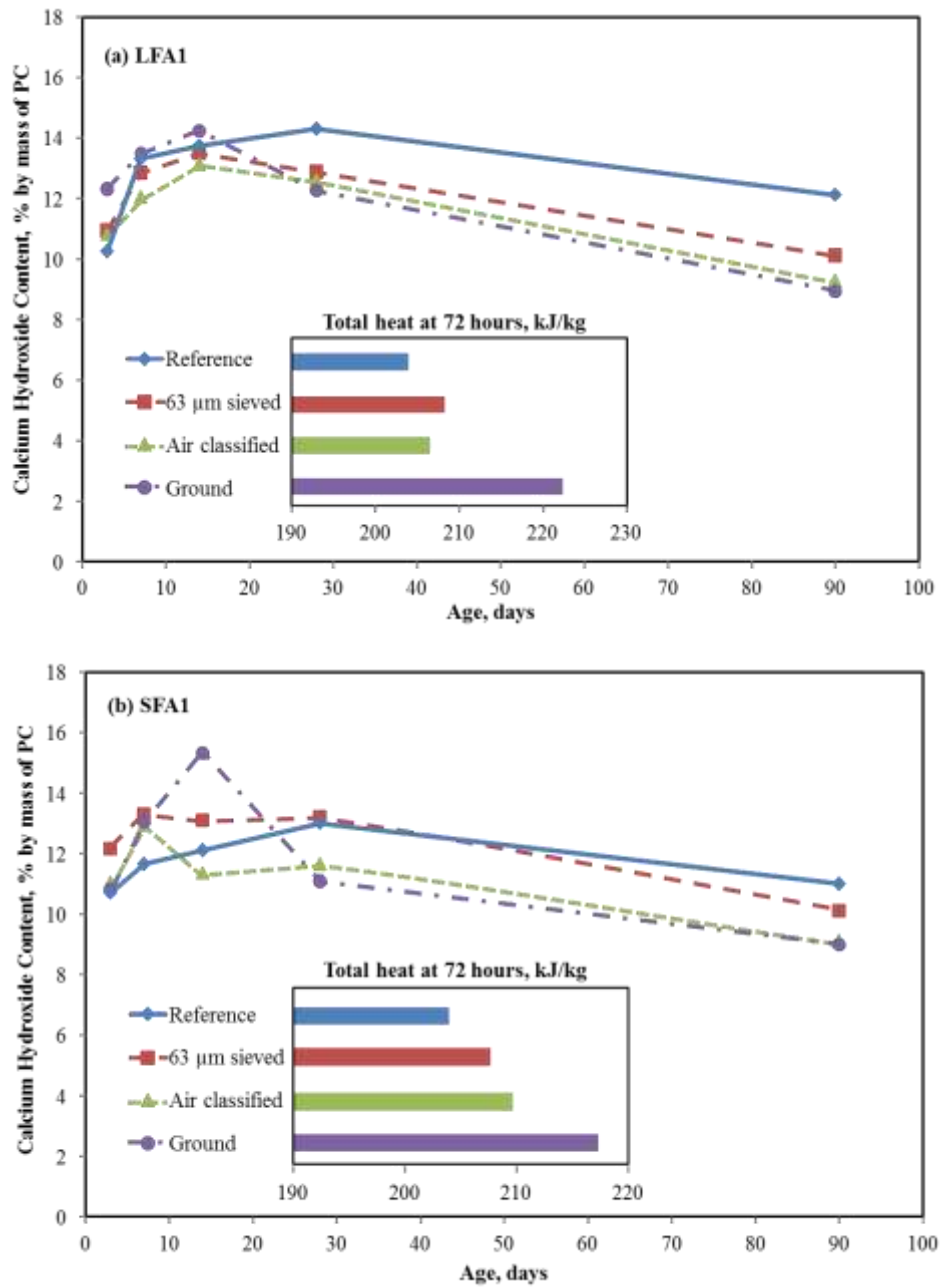 Calcium Hydroxide Content, % by mass of PC
18
16
14
12
10
8
6
4
2
0
(a) LFA1
Total heat at 72 hours, kJ/kg
Reference
63 µm sieved
Air classified
Ground
190 200 210 220 230
0 10 20 30 40 50 60 70 80 90 100
Age, days
Calcium Hydroxide Content, % by mass of PC
18
16
14
12
10
8
6
4
2
0
(b) SFA1
Total heat at 72 hours, kJ/kg
Reference
63 µm sieved
Air classified
Ground
190 200 210 220
0 10 20 30 40 50 60 70 80 90 100
Age, days